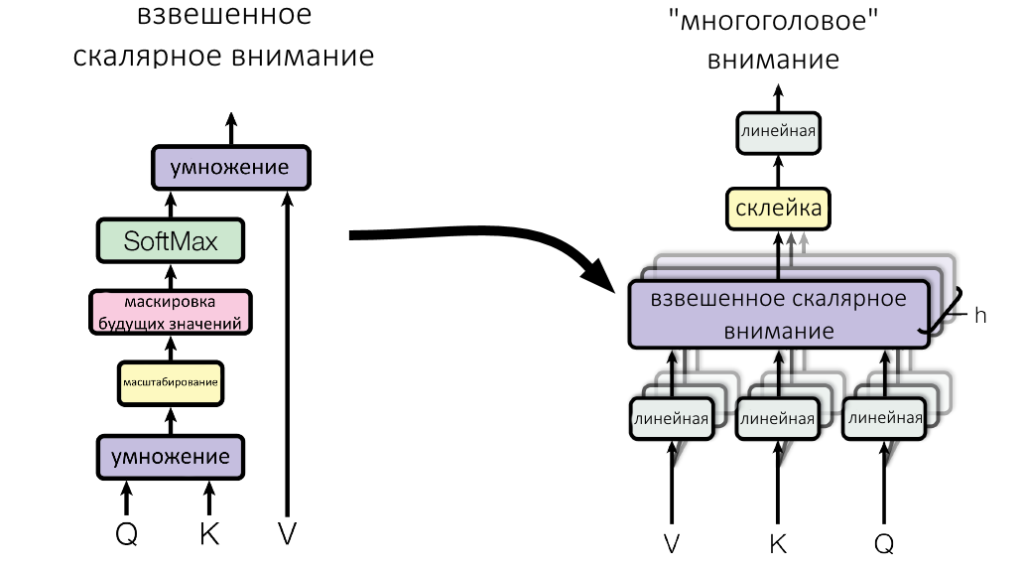 взвешенное
скалярное внимание
умножение
SoftMax
маскировка
будущих значений
масштабирование
умножение
Q K V
"многоголовое"
внимание
линейная
склейка
взвешенное скалярное
внимание
h
линейная линейная линейная
V K Q